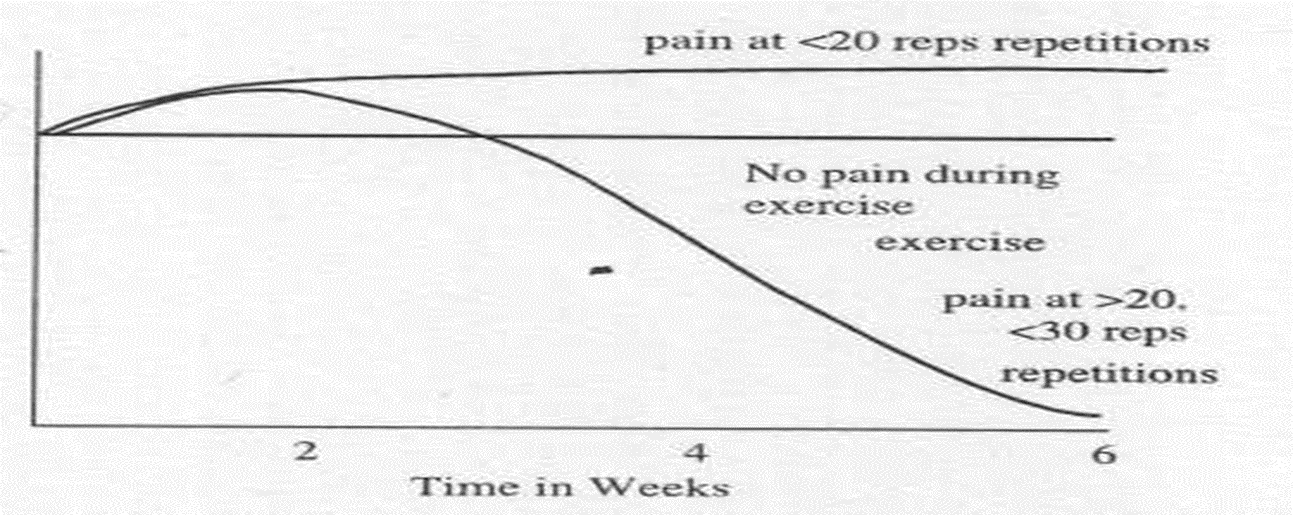 pain at <20 reps repetitions
No pain during
exercise
exercise
pain at >20,
<30 reps
repetitions
2 4 6
Time in Weeks